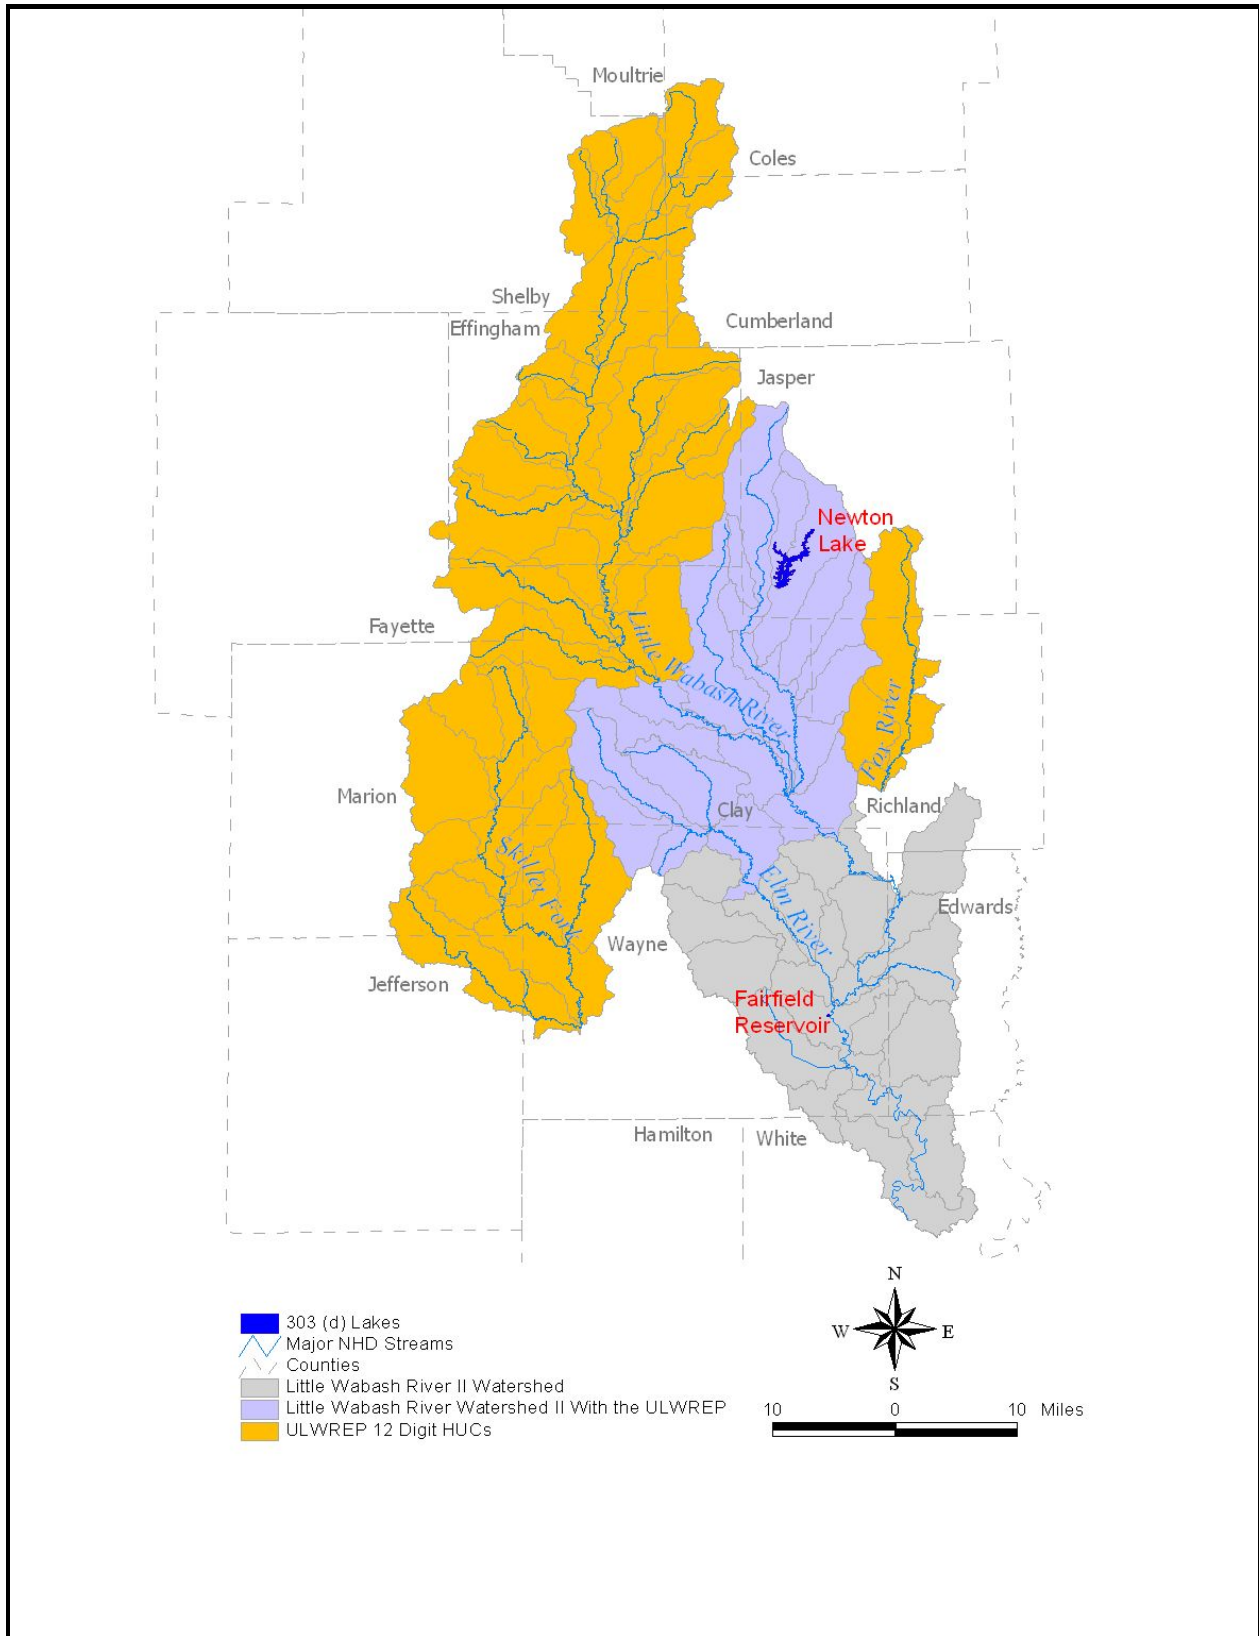 Moultrie
Coles
Shelby
Effingham
Cumberland
Jasper
Newton
Lake
Fayette
Little Wabash River
Fox River
Marion
Clay
Richland
Skillet Fork
Elm River
Edwards
Wayne
Jefferson
Fairfield
Reservoir
Hamilton
White
N
W
E
S
303 (d) Lakes
Major NHD Streams
Counties
Little Wabash River II Watershed
Little Wabash River Watershed II With the ULWREP
ULWREP 12 Digit HUCs
10 0 10 Miles